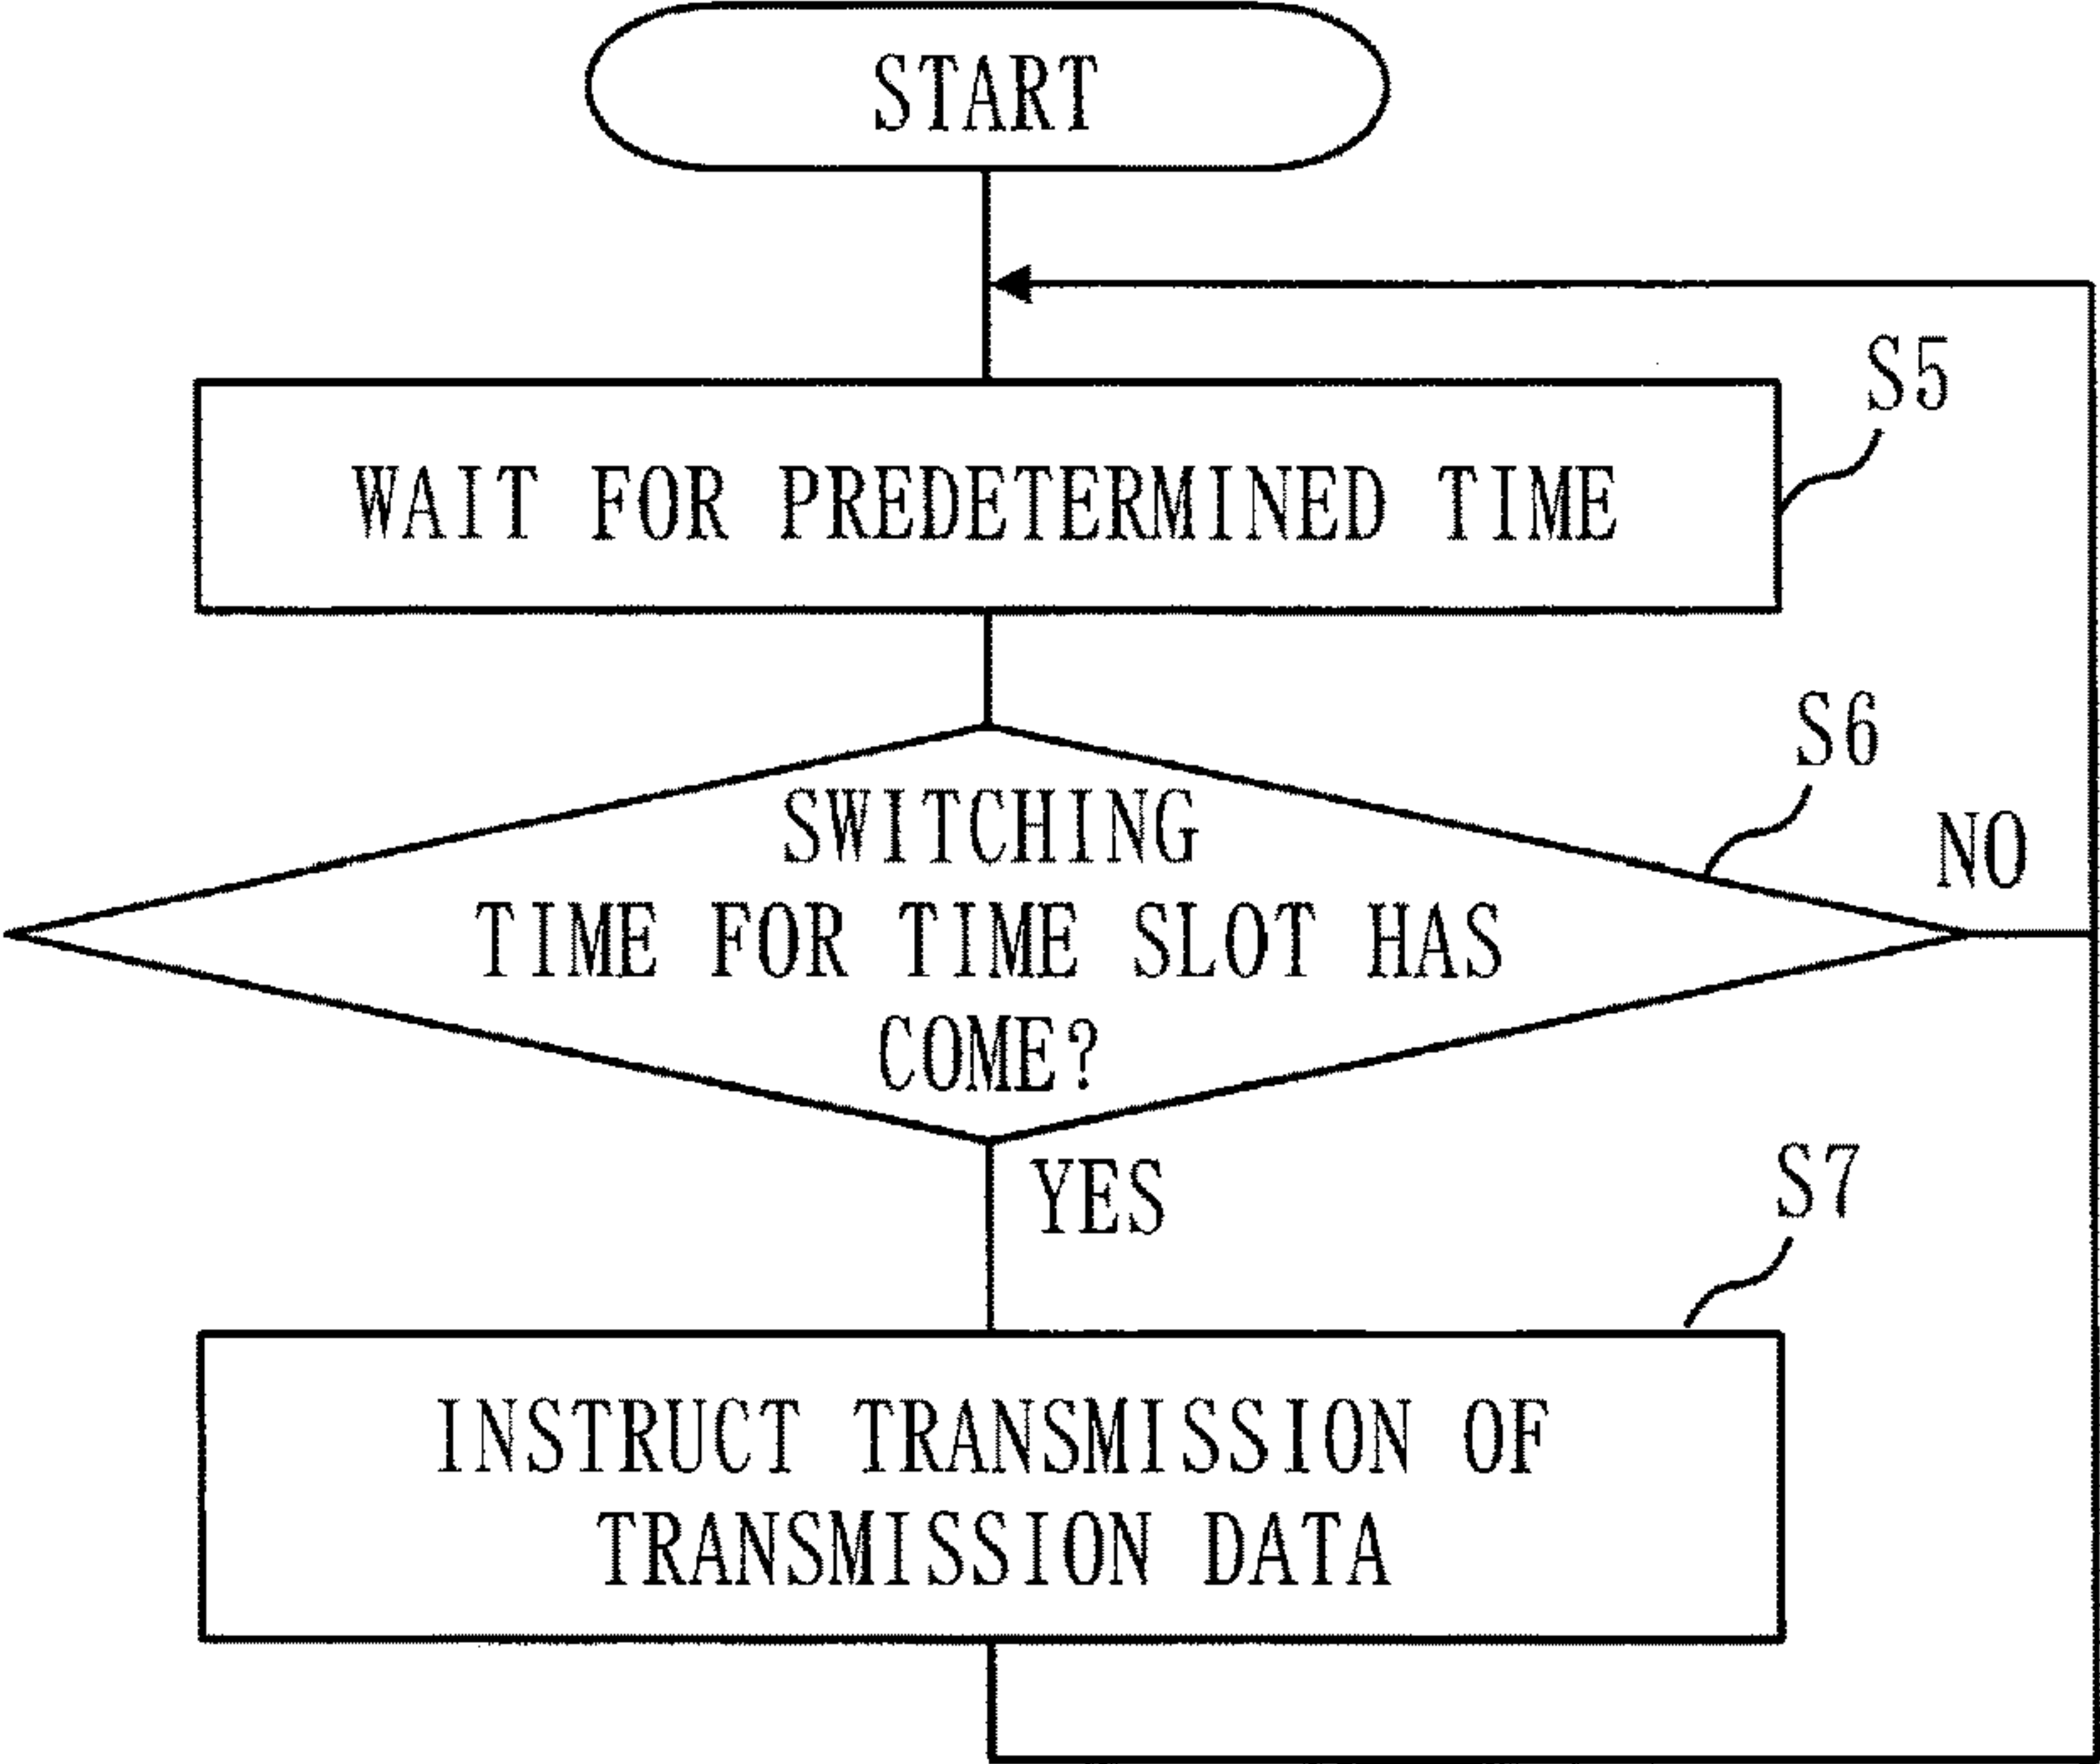 START
S5
WAIT FOR PREDETERMINED TIME
S6
SWITCHING
NO
TIME FOR TIME SLOT HAS
COME?
YES
S7
INSTRUCT TRANSMISSION OF
TRANSMISSION DATA